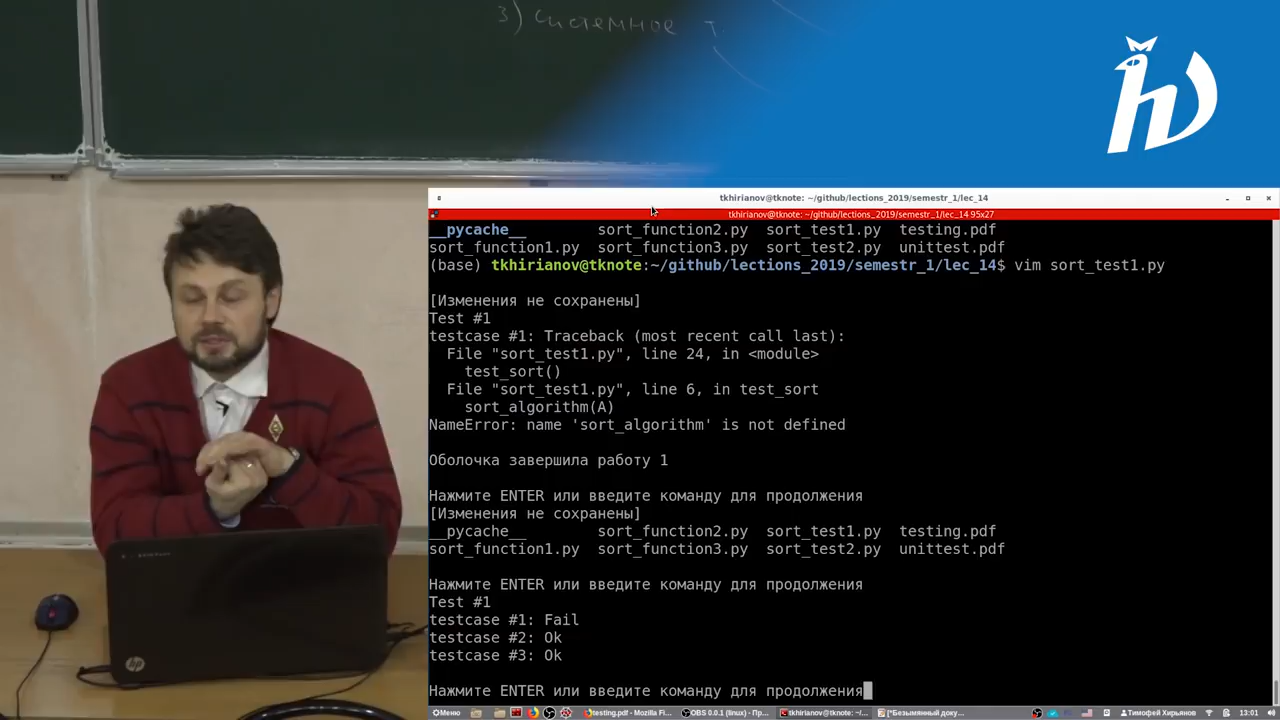 3) системное т
tkhirianov@tknote: ~/github/lections_2019/semestr_1/lec_14
tkhirianov@tknote: ~/github/lections_2019/semestr_1/lec_14 95x27
__pycache__ sort_function2.py sort_test1.py testing.pdf
sort_function1.py sort_function3.py sort_test2.py unittest.pdf
(base) tkhirianov@tknote:~/github/lections_2019/semestr_1/lec_14$ vim sort_test1.py
[Изменения не сохранены]
Test #1
testcase #1: Traceback (most recent call last):
File "sort_test1.py", line 24, in <module>
test_sort()
File "sort_test1.py", line 6, in test_sort
sort_algorithm(A)
NameError: name 'sort_algorithm' is not defined
Оболочка завершила работу 1
Нажмите ENTER или введите команду для продолжения
[Изменения не сохранены]
__pycache__ sort_function2.py sort_test1.py testing.pdf
sort_function1.py sort_function3.py sort_test2.py unittest.pdf
Нажмите ENTER или введите команду для продолжения
Test #1
testcase #1: Fail
testcase #2: Ok
testcase #3: Ok
Нажмите ENTER или введите команду для продолжения
Меню testing.pdf - Mozilla Fi... OBS 0.0.1 (linux) - Пр... tkhirianov@tknote: ~/... [*Безымянный доку... Тимофей Хирьянов 13:01
hp